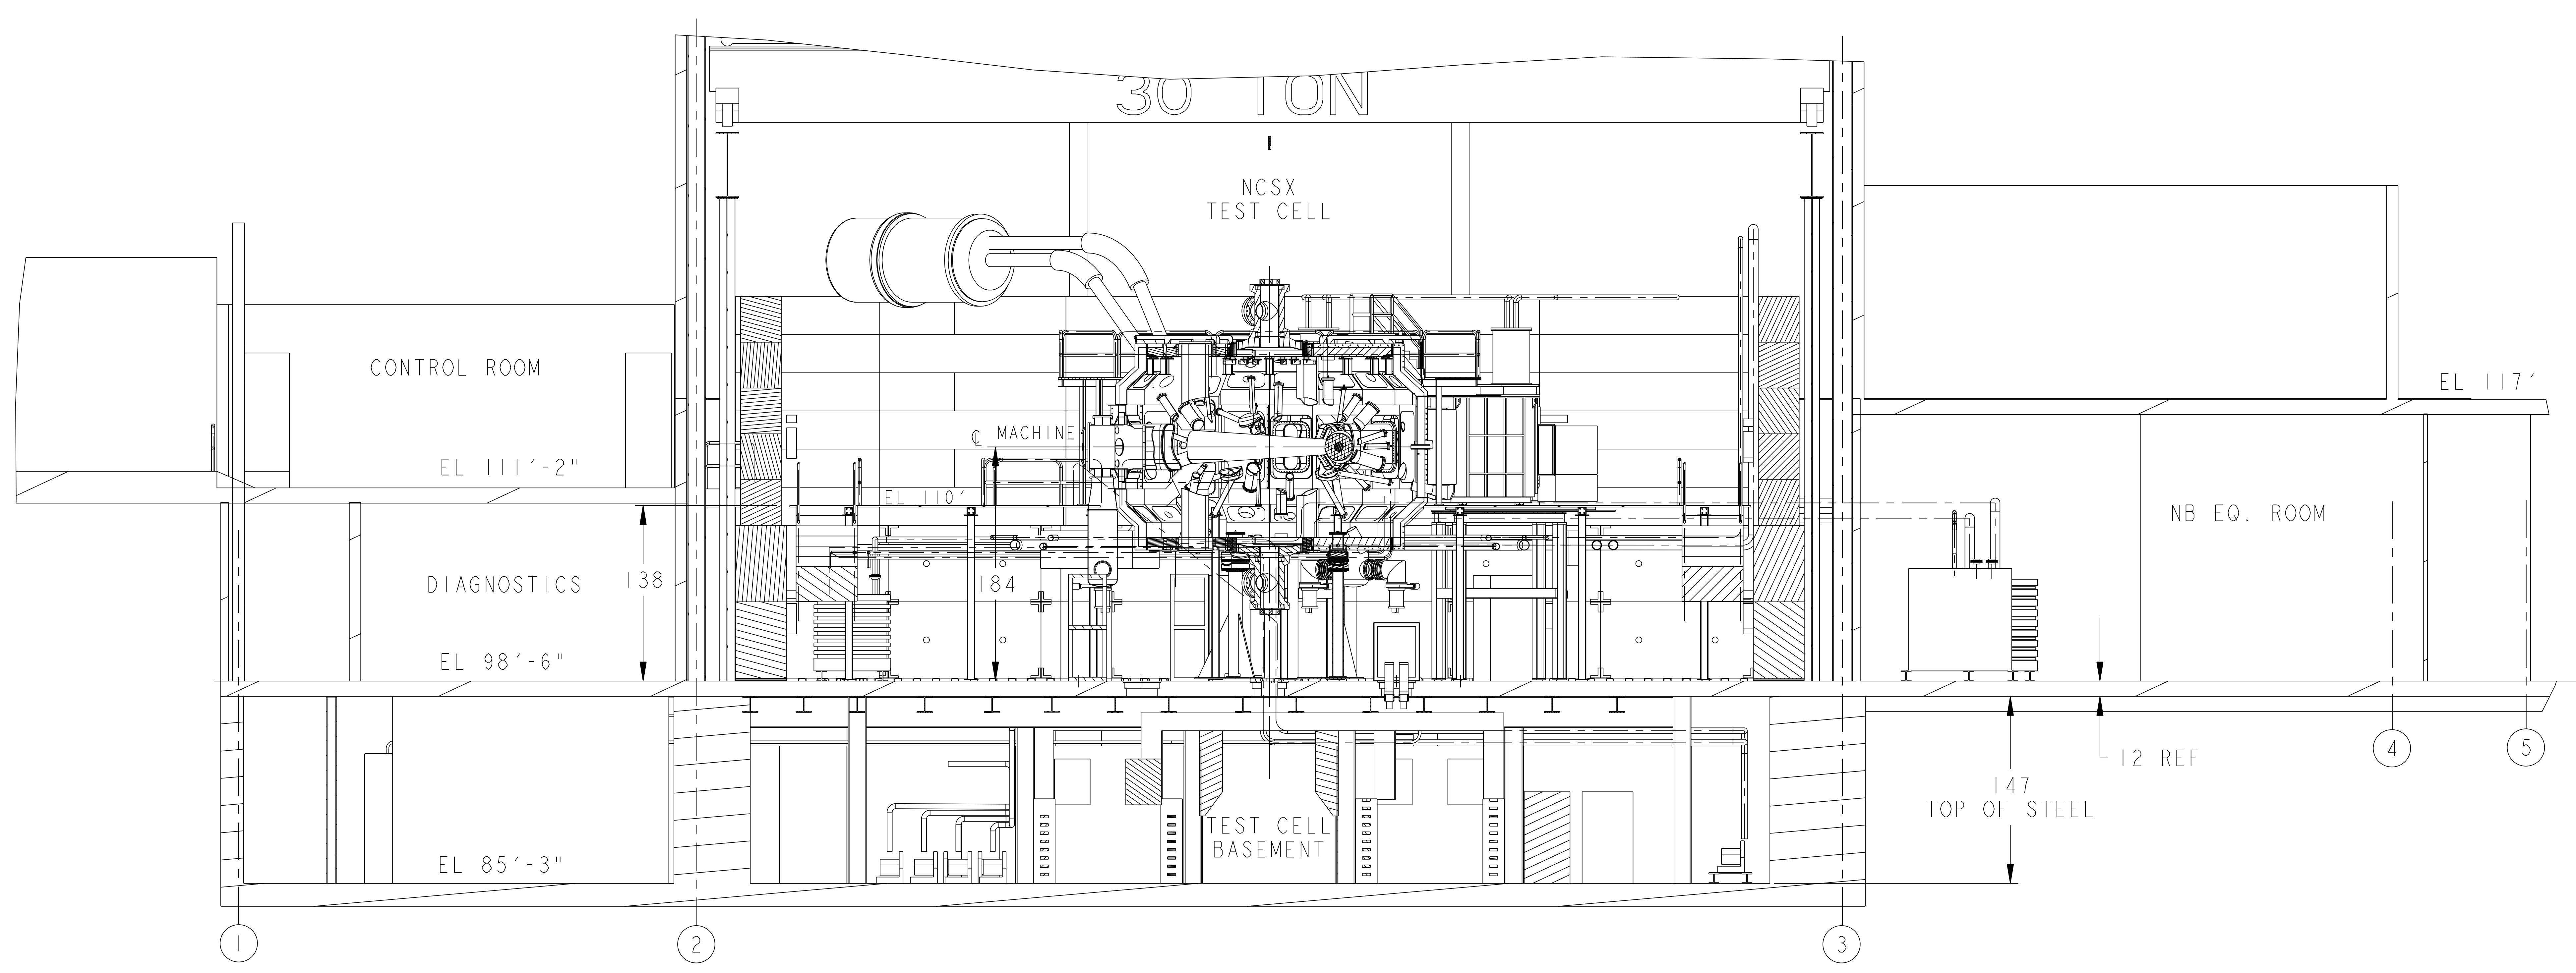 30 TON
NCSX
TEST CELL
CONTROL ROOM
EL 117'
℄ MACHINE
EL 111'-2"
EL 110'
NB EQ. ROOM
DIAGNOSTICS
138
184
EL 98'-6"
12 REF
147
TOP OF STEEL
TEST CELL
BASEMENT
EL 85'-3"
1
2
3
4
5